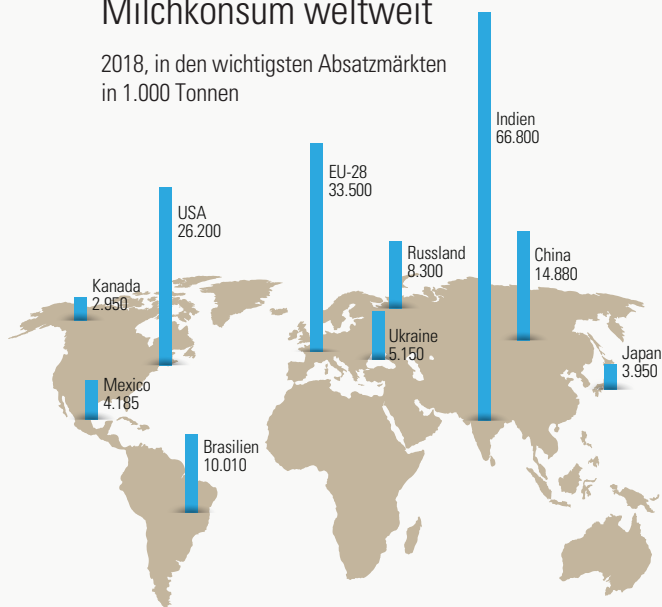 Milchkonsum weltweit
2018, in den wichtigsten Absatzmärkten
in 1.000 Tonnen
Indien
66.800
EU-28
33.500
USA
26.200
Russland
8.300
China
14.880
Kanada
2.950
Ukraine
5.150
Japan
3.950
Mexico
4.185
Brasilien
10.010